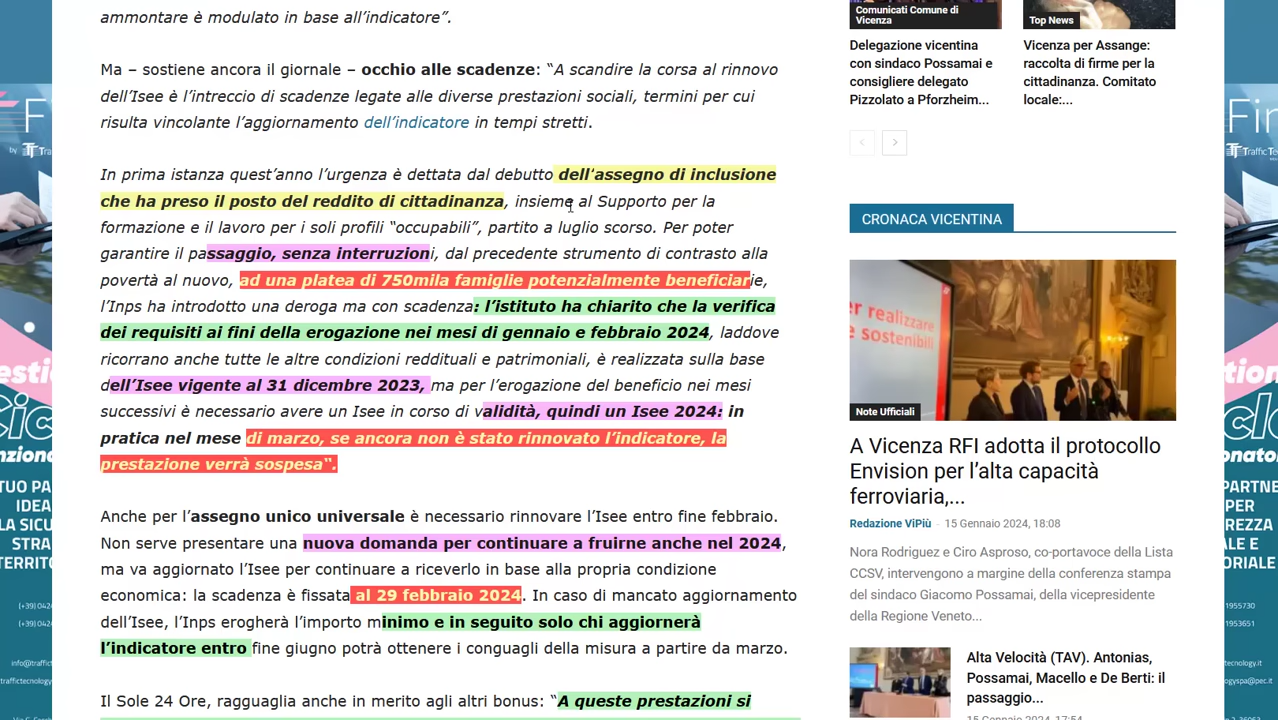 ammontare è modulato in base all’indicatore”.
Ma – sostiene ancora il giornale – occhio alle scadenze: “A scandire la corsa al rinnovo
dell’Isee è l’intreccio di scadenze legate alle diverse prestazioni sociali, termini per cui
risulta vincolante l’aggiornamento dell’indicatore in tempi stretti.
In prima istanza quest’anno l’urgenza è dettata dal debutto dell'assegno di inclusione
che ha preso il posto del reddito di cittadinanza, insieme al Supporto per la
formazione e il lavoro per i soli profili “occupabili”, partito a luglio scorso. Per poter
garantire il passaggio, senza interruzioni, dal precedente strumento di contrasto alla
povertà al nuovo, ad una platea di 750mila famiglie potenzialmente beneficiarie,
l’Inps ha introdotto una deroga ma con scadenza: l’istituto ha chiarito che la verifica
dei requisiti ai fini della erogazione nei mesi di gennaio e febbraio 2024, laddove
ricorrano anche tutte le altre condizioni reddituali e patrimoniali, è realizzata sulla base
dell’Isee vigente al 31 dicembre 2023, ma per l’erogazione del beneficio nei mesi
successivi è necessario avere un Isee in corso di validità, quindi un Isee 2024: in
pratica nel mese di marzo, se ancora non è stato rinnovato l’indicatore, la
prestazione verrà sospesa“.
Anche per l’assegno unico universale è necessario rinnovare l’Isee entro fine febbraio.
Non serve presentare una nuova domanda per continuare a fruirne anche nel 2024,
ma va aggiornato l’Isee per continuare a riceverlo in base alla propria condizione
economica: la scadenza è fissata al 29 febbraio 2024. In caso di mancato aggiornamento
dell’Isee, l’Inps erogherà l’importo minimo e in seguito solo chi aggiornerà
l’indicatore entro fine giugno potrà ottenere i conguagli della misura a partire da marzo.
Il Sole 24 Ore, ragguaglia anche in merito agli altri bonus: “A queste prestazioni si
Comunicati Comune di
Vicenza
Delegazione vicentina
con sindaco Possamai e
consigliere delegato
Pizzolato a Pforzheim...
Top News
Vicenza per Assange:
raccolta di firme per la
cittadinanza. Comitato
locale:...
CRONACA VICENTINA
er realizzare
e sostenibili
Note Ufficiali
A Vicenza RFI adotta il protocollo
Envision per l’alta capacità
ferroviaria,...
Redazione ViPiù - 15 Gennaio 2024, 18:08
Nora Rodriguez e Ciro Asproso, co-portavoce della Lista
CCSV, intervengono a margine della conferenza stampa
del sindaco Giacomo Possamai, della vicepresidente
della Regione Veneto...
Alta Velocità (TAV). Antonias,
Possamai, Macello e De Berti: il
passaggio...
15 Gennaio 2024, 17:54